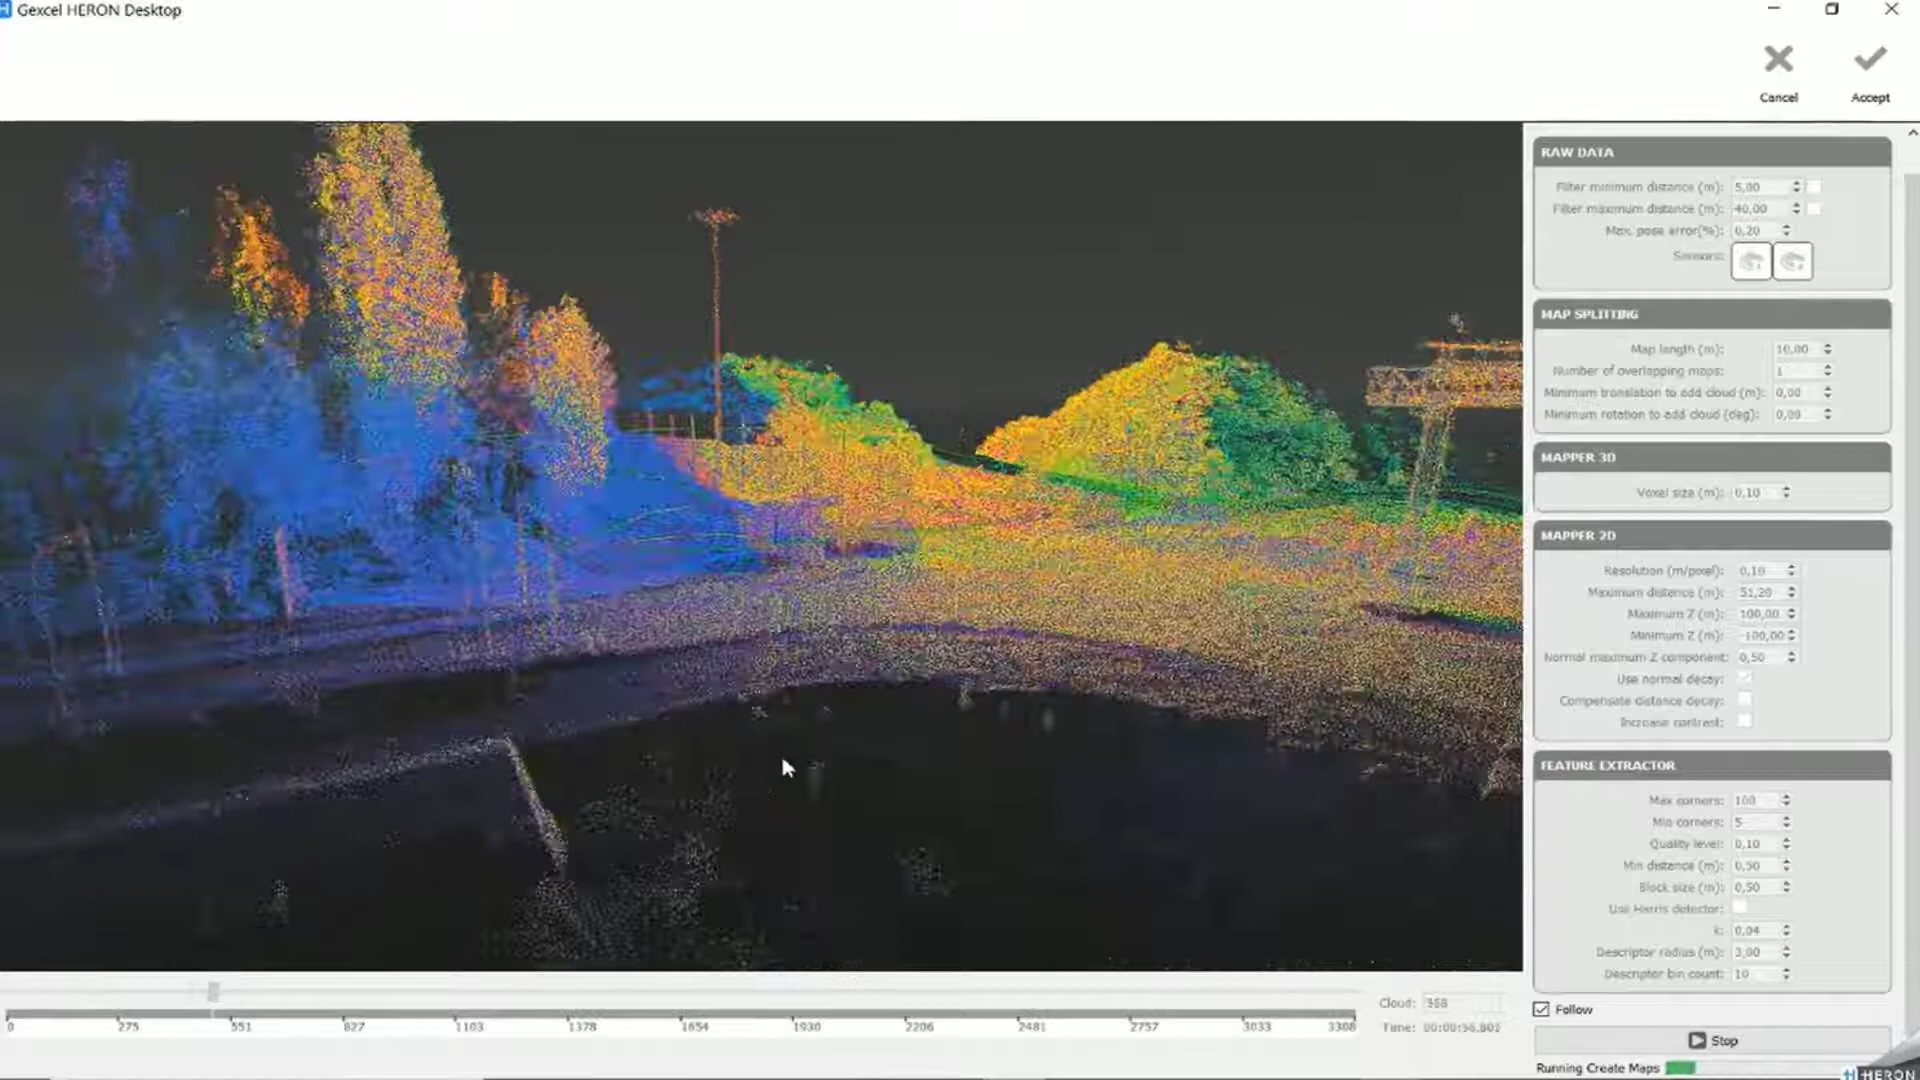 Gexcel HERON Desktop
Cancel
Accept
RAW DATA
Filter minimum distance (m): 5,00
Filter maximum distance (m): 40,00
Max. pose error(%): 0,20
Sensors:
MAP SPLITTING
Map length (m): 10,00
Number of overlapping maps: 1
Minimum translation to add cloud (m): 0,00
Minimum rotation to add cloud (deg): 0,00
MAPPER 3D
Voxel size (m): 0,10
MAPPER 2D
Resolution (m/pixel): 0,10
Maximum distance (m): 51,20
Maximum Z (m): 100,00
Minimum Z (m): -100,00
Normal maximum Z component: 0,50
Use normal decay:
Compensate distance decay:
Increase contrast:
FEATURE EXTRACTOR
Max corners: 100
Min corners: 5
Quality level: 0,10
Min distance (m): 0,50
Block size (m): 0,50
Use Harris detector:
k: 0,04
Descriptor radius (m): 3,00
Descriptor bin count: 10
0 275 551 827 1103 1378 1654 1930 2206 2481 2757 3033 3308
Cloud:
Time:
Follow
Stop
Running Create Maps
HERON